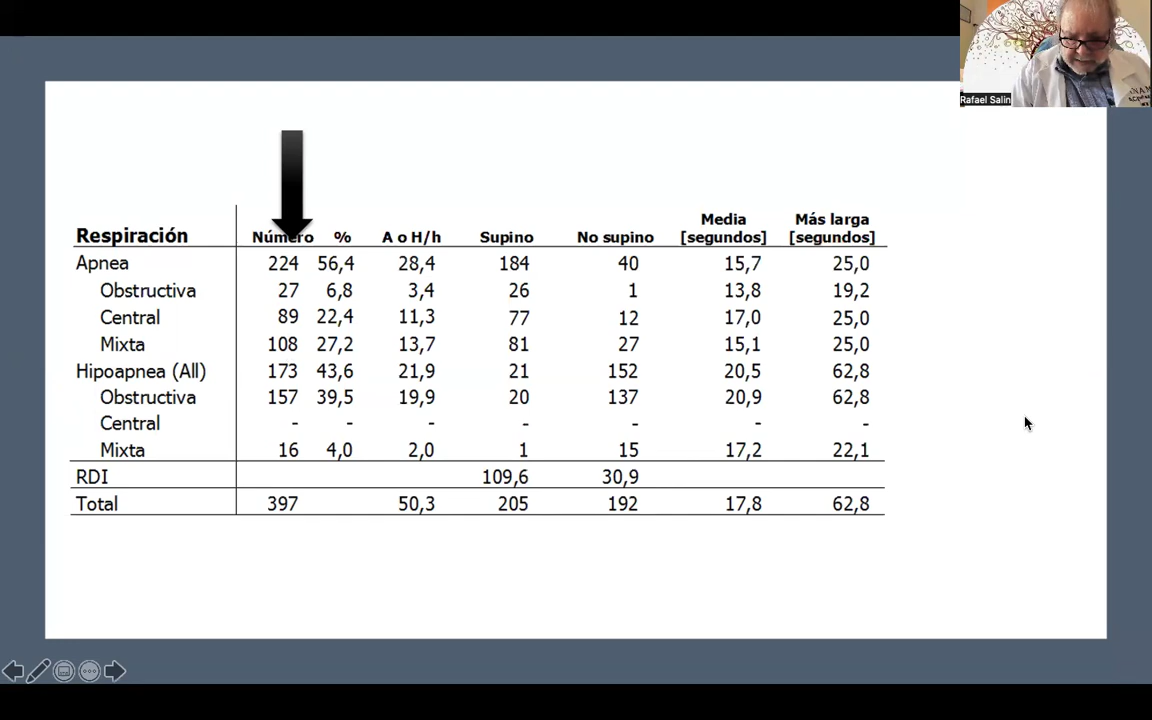 Rafael Salin
Media Más larga
Respiración Número % A o H/h Supino No supino [segundos] [segundos]
Apnea 224 56,4 28,4 184 40 15,7 25,0
Obstructiva 27 6,8 3,4 26 1 13,8 19,2
Central 89 22,4 11,3 77 12 17,0 25,0
Mixta 108 27,2 13,7 81 27 15,1 25,0
Hipoapnea (All) 173 43,6 21,9 21 152 20,5 62,8
Obstructiva 157 39,5 19,9 20 137 20,9 62,8
Central - - - - - - -
Mixta 16 4,0 2,0 1 15 17,2 22,1
RDI 109,6 30,9
Total 397 50,3 205 192 17,8 62,8